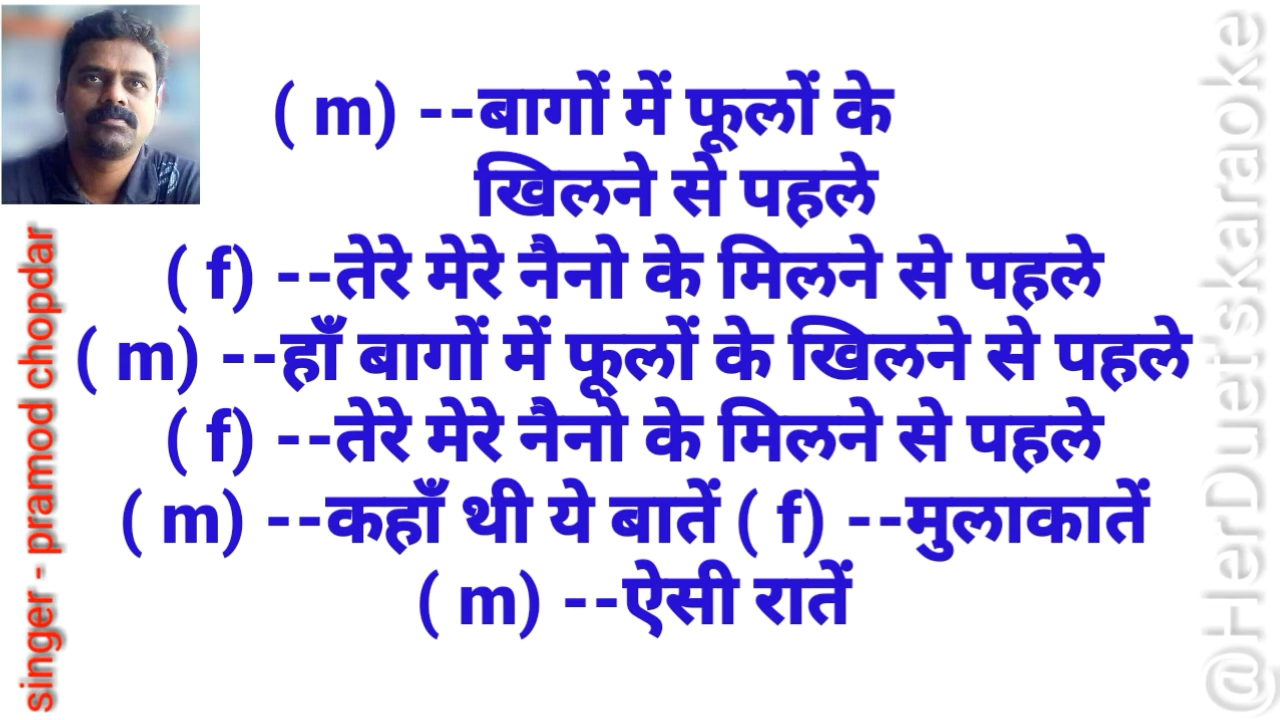 ( m) --बागों में फूलों के
खिलने से पहले
( f) --तेरे मेरे नैनो के मिलने से पहले
( m) --हाँ बागों में फूलों के खिलने से पहले
( f) --तेरे मेरे नैनो के मिलने से पहले
( m) --कहाँ थी ये बातें ( f) --मुलाकातें
( m) --ऐसी रातें
singer - pramod chopdar
@HerDuetskaraoke